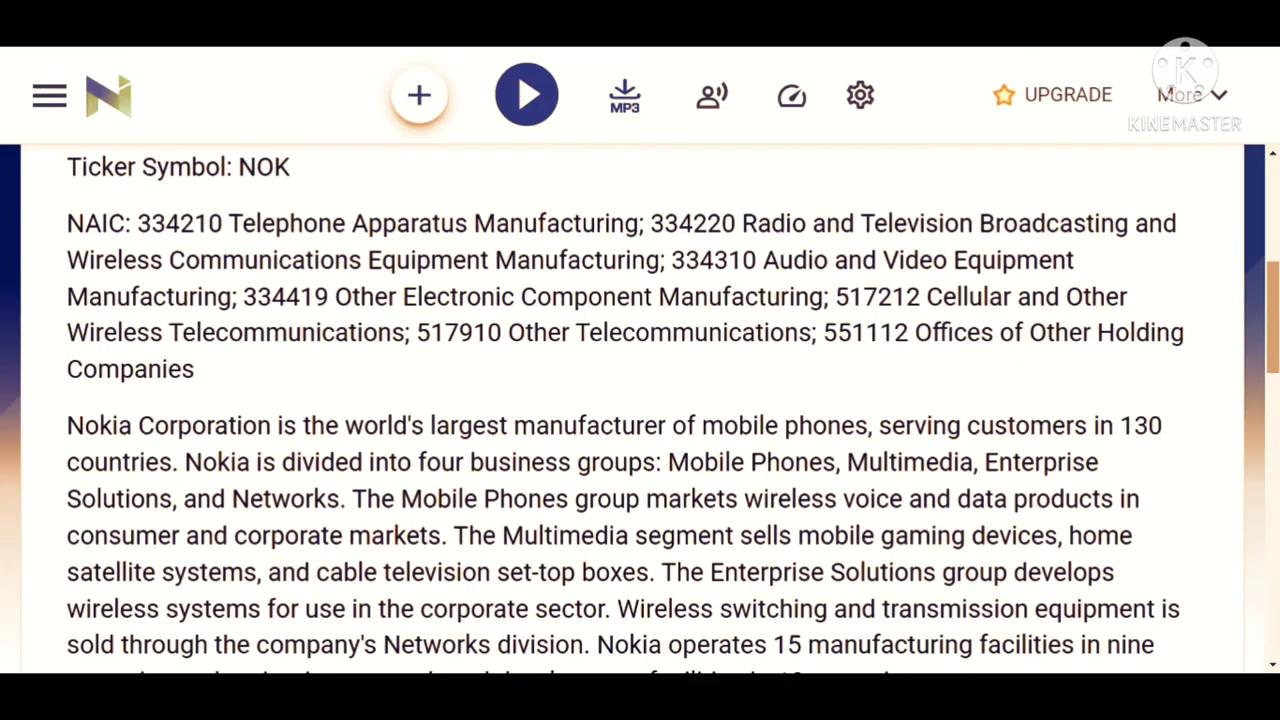 MP3
UPGRADE
More
KINEMASTER
Ticker Symbol: NOK
NAIC: 334210 Telephone Apparatus Manufacturing; 334220 Radio and Television Broadcasting and
Wireless Communications Equipment Manufacturing; 334310 Audio and Video Equipment
Manufacturing; 334419 Other Electronic Component Manufacturing; 517212 Cellular and Other
Wireless Telecommunications; 517910 Other Telecommunications; 551112 Offices of Other Holding
Companies
Nokia Corporation is the world's largest manufacturer of mobile phones, serving customers in 130
countries. Nokia is divided into four business groups: Mobile Phones, Multimedia, Enterprise
Solutions, and Networks. The Mobile Phones group markets wireless voice and data products in
consumer and corporate markets. The Multimedia segment sells mobile gaming devices, home
satellite systems, and cable television set-top boxes. The Enterprise Solutions group develops
wireless systems for use in the corporate sector. Wireless switching and transmission equipment is
sold through the company's Networks division. Nokia operates 15 manufacturing facilities in nine